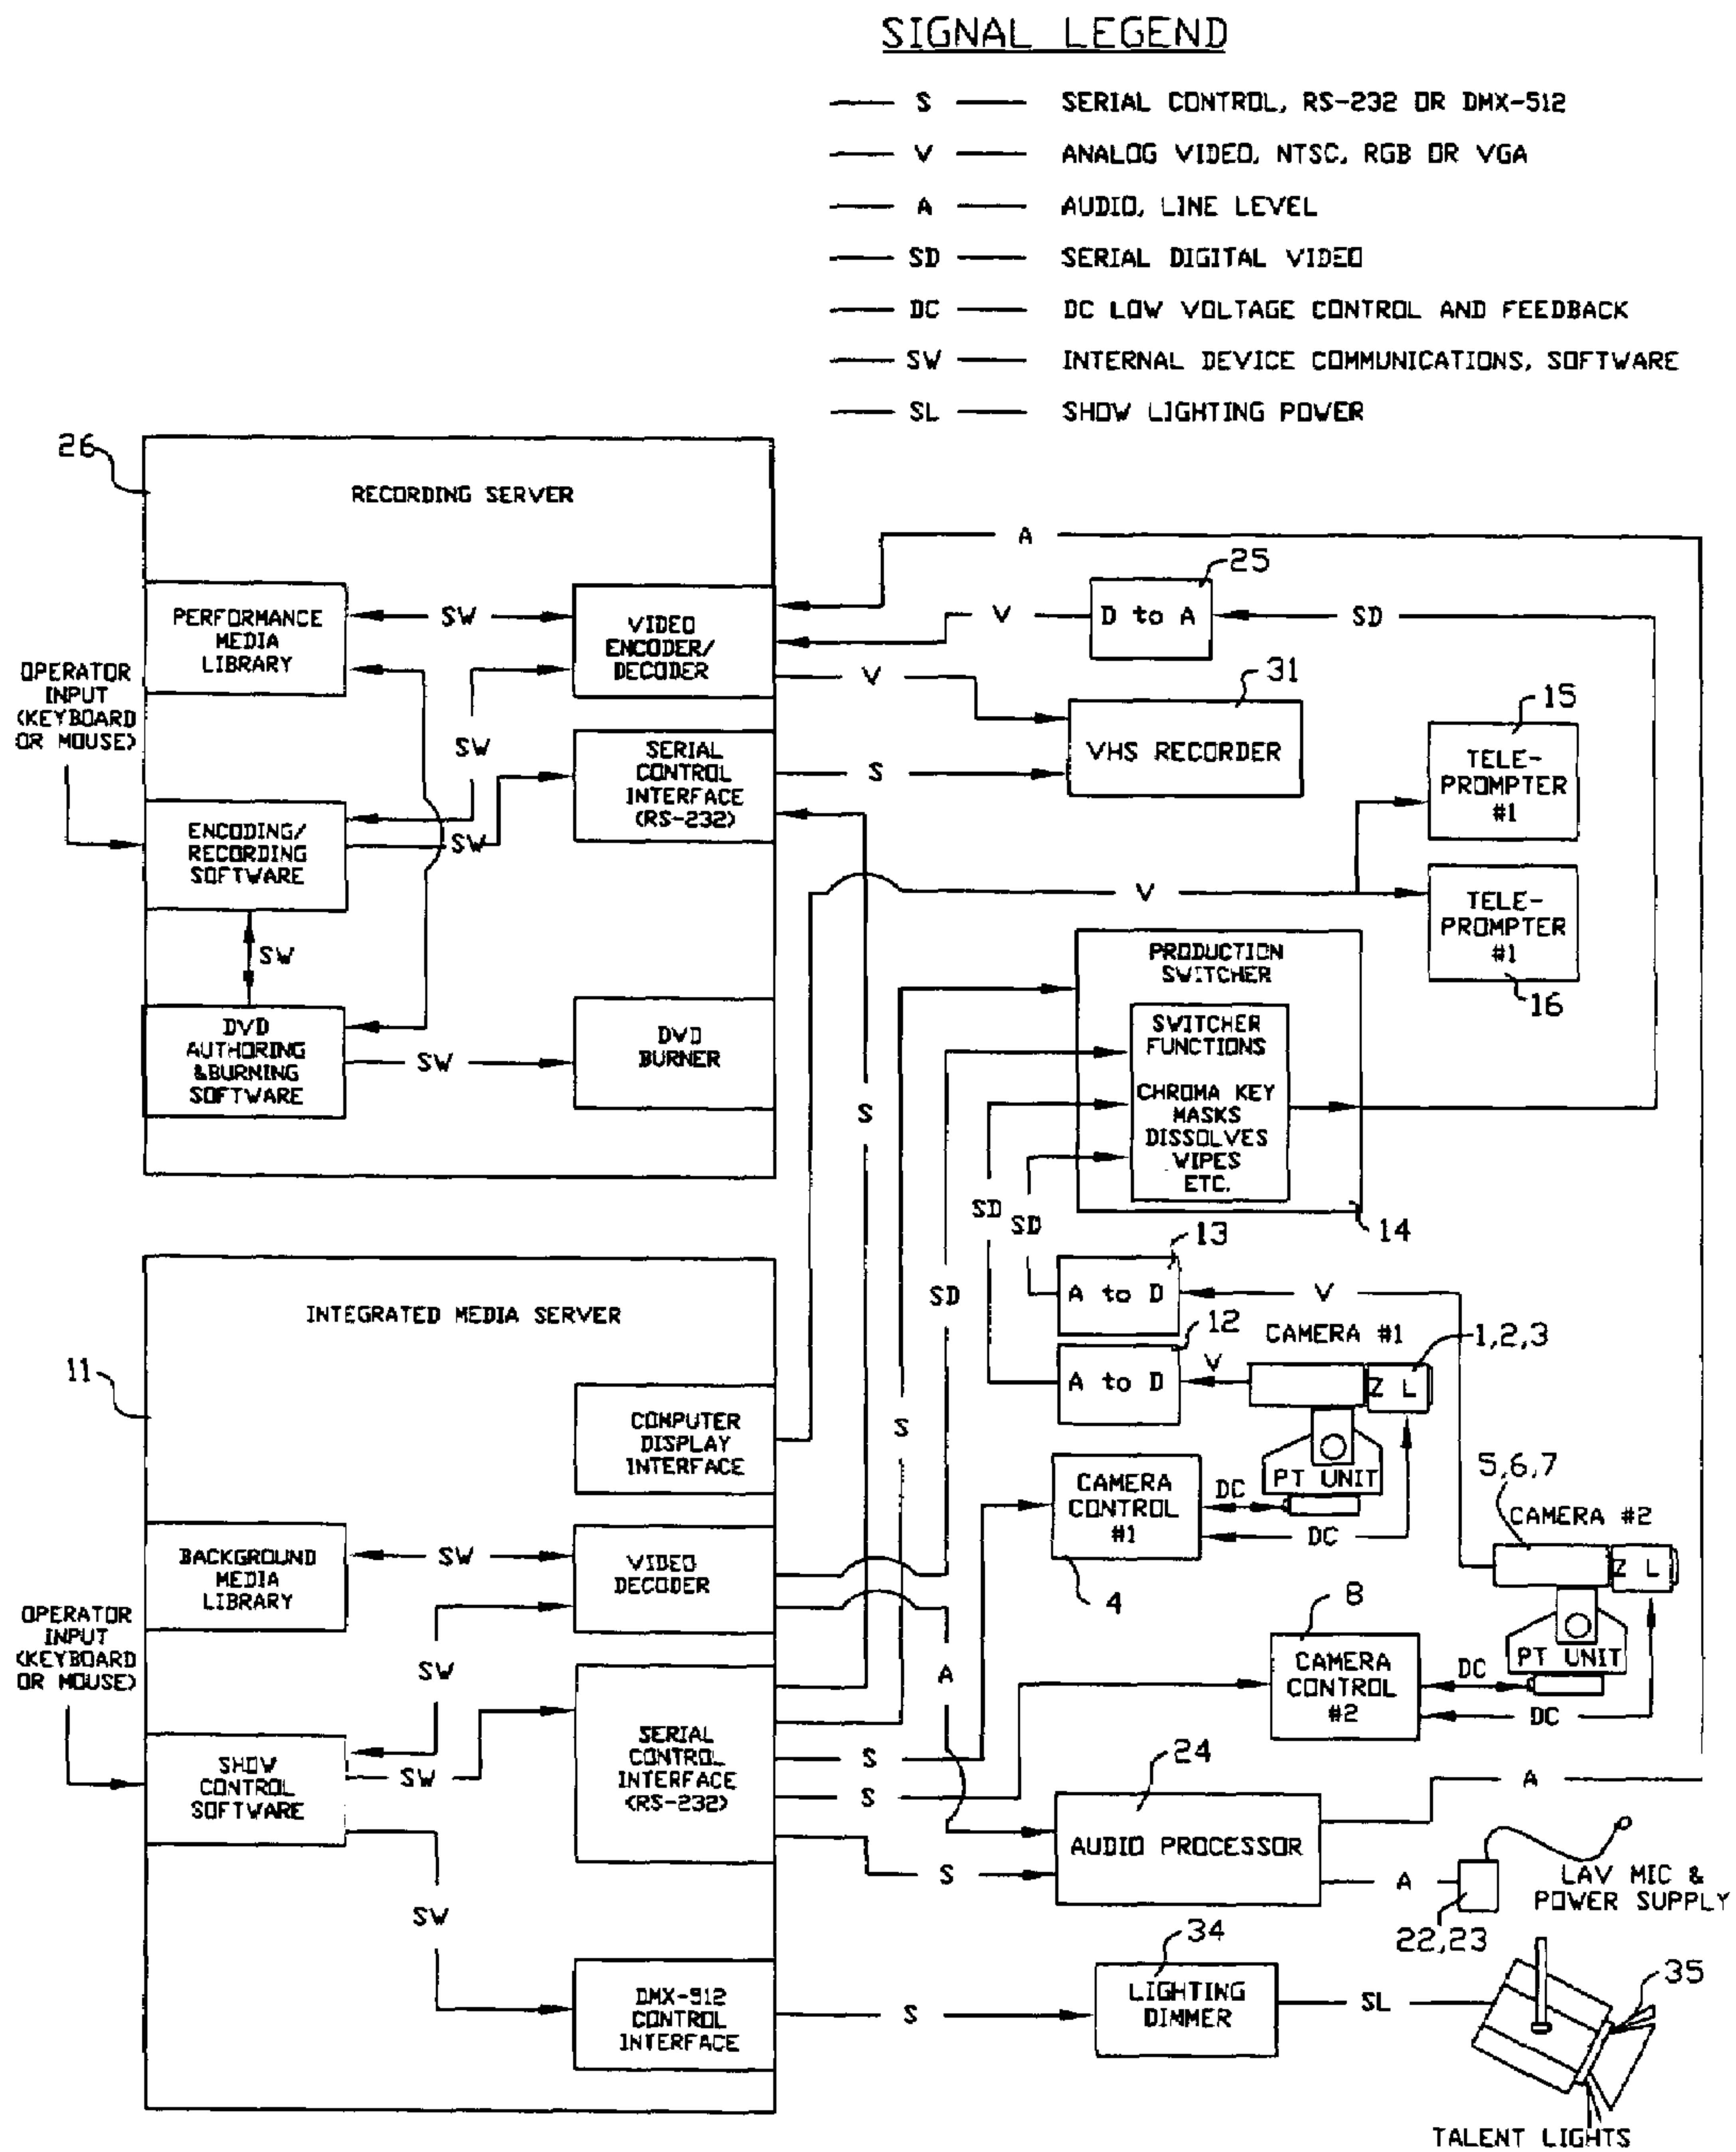 SIGNAL LEGEND
S SERIAL CONTROL, RS-232 OR DMX-512
V ANALOG VIDEO, NTSC, RGB OR VGA
A AUDIO, LINE LEVEL
SD SERIAL DIGITAL VIDEO
DC DC LOW VOLTAGE CONTROL AND FEEDBACK
SW INTERNAL DEVICE COMMUNICATIONS, SOFTWARE
SL SHOW LIGHTING POWER
26
RECORDING SERVER
PERFORMANCE
MEDIA
LIBRARY
SW
VIDEO
ENCODER/
DECODER
OPERATOR
INPUT
(KEYBOARD
OR MOUSE)
SW
SERIAL
CONTROL
INTERFACE
(RS-232)
ENCODING/
RECORDING
SOFTWARE
SW
SW
DVD
AUTHORING
&BURNING
SOFTWARE
SW
DVD
BURNER
A
25
D to A
V
SD
V
31
VHS RECORDER
S
15
TELE-
PROMPTER
#1
V
TELE-
PROMPTER
#1
16
PRODUCTION
SWITCHER
SWITCHER
FUNCTIONS
CHROMA KEY
MASKS
DISSOLVES
WIPES
ETC.
14
S
SD
SD
SD
S
13
A to D
V
12
A to D
V
CAMERA #1
1,2,3
Z L
PT UNIT
CAMERA
CONTROL
#1
4
DC
DC
5,6,7
CAMERA #2
Z L
PT UNIT
8
CAMERA
CONTROL
#2
DC
DC
11
INTEGRATED MEDIA SERVER
COMPUTER
DISPLAY
INTERFACE
BACKGROUND
MEDIA
LIBRARY
SW
VIDEO
DECODER
OPERATOR
INPUT
(KEYBOARD
OR MOUSE)
SW
A
SHOW
CONTROL
SOFTWARE
SW
SERIAL
CONTROL
INTERFACE
(RS-232)
S
S
S
24
AUDIO PROCESSOR
A
A
LAV MIC &
POWER SUPPLY
22,23
SW
DMX-512
CONTROL
INTERFACE
S
34
LIGHTING
DIMMER
SL
35
TALENT LIGHTS